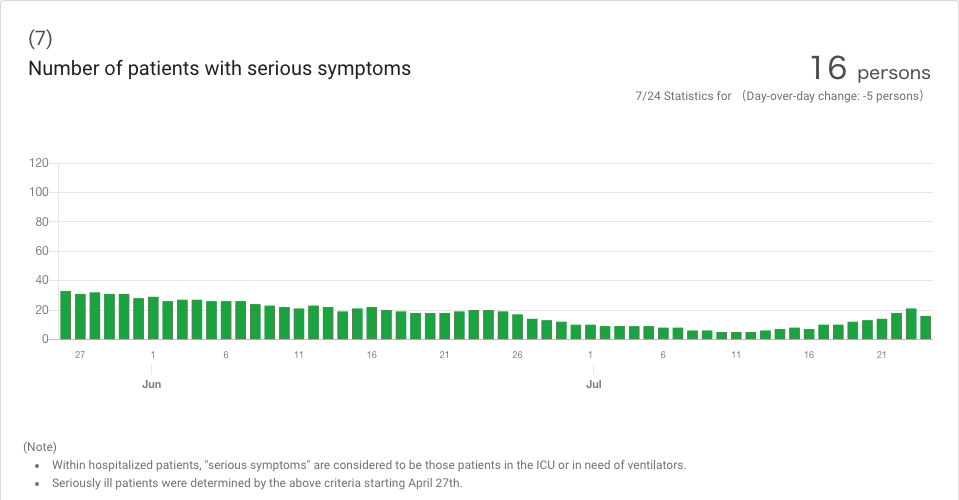 (7)
Number of patients with serious symptoms
16 persons
7/24 Statistics for （Day-over-day change: -5 persons）
120
100
80
60
40
20
0
27 1 6 11 16 21 26 1 6 11 16 21
Jun Jul
(Note)
• Within hospitalized patients, "serious symptoms" are considered to be those patients in the ICU or in need of ventilators.
• Seriously ill patients were determined by the above criteria starting April 27th.